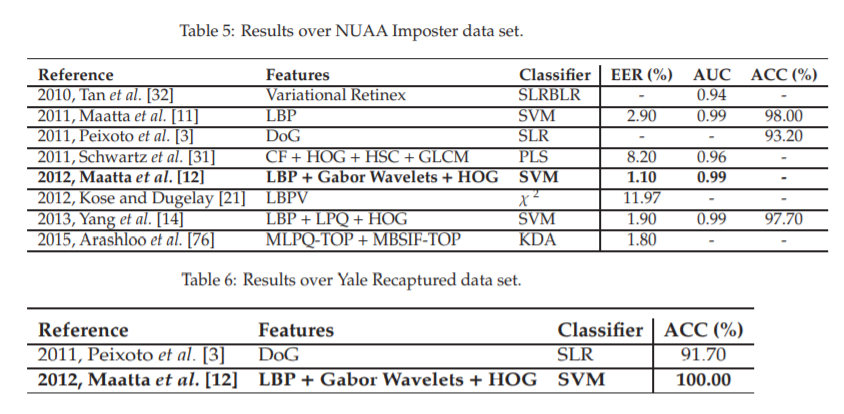 Table 5: Results over NUAA Imposter data set.
Reference Features Classifier EER (%) AUC ACC (%)
2010, Tan et al. [32] Variational Retinex SLRBLR - 0.94
2011, Maatta et al. [11] LBP SVM 2.90 0.99 98.00
2011, Peixoto et al. [3] DoG SLR - - 93.20
2011, Schwartz et al. [31] CF + HOG + HSC + GLCM PLS 8.20 0.96 -
2012, Maatta et al. [12] LBP + Gabor Wavelets + HOG SVM 1.10 0.99 -
2012, Kose and Dugelay [21] LBPV χ² 11.97 - -
2013, Yang et al. [14] LBP + LPQ + HOG SVM 1.90 0.99 97.70
2015, Arashloo et al. [76] MLPQ-TOP + MBSIF-TOP KDA 1.80 - -
Table 6: Results over Yale Recaptured data set.
Reference Features Classifier ACC (%)
2011, Peixoto et al. [3] DoG SLR 91.70
2012, Maatta et al. [12] LBP + Gabor Wavelets + HOG SVM 100.00